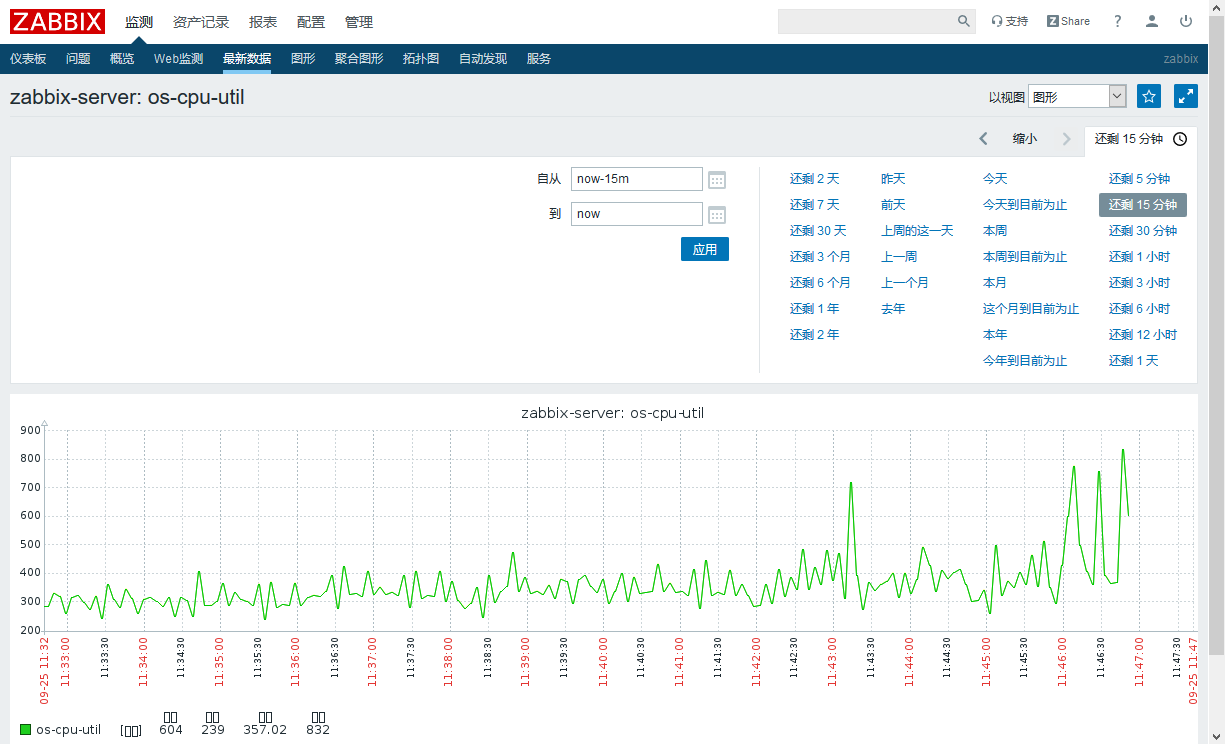 ZABBIX 监测 资产记录 报表 配置 管理 支持 Z Share ?
仪表板 问题 概览 Web监测 最新数据 图形 聚合图形 拓扑图 自动发现 服务 zabbix
zabbix-server: os-cpu-util 以视图 图形
缩小 还剩 15 分钟
自从 now-15m
到 now
应用
还剩 2 天 昨天 今天 还剩 5 分钟
还剩 7 天 前天 今天到目前为止 还剩 15 分钟
还剩 30 天 上周的这一天 本周 还剩 30 分钟
还剩 3 个月 上一周 本周到目前为止 还剩 1 小时
还剩 6 个月 上一个月 本月 还剩 3 小时
还剩 1 年 去年 这个月到目前为止 还剩 6 小时
还剩 2 年 本年 还剩 12 小时
今年到目前为止 还剩 1 天
zabbix-server: os-cpu-util
900
800
700
600
500
400
300
200
09-25 11:32 11:33:00 11:33:30 11:34:00 11:34:30 11:35:00 11:35:30 11:36:00 11:36:30 11:37:00 11:37:30 11:38:00 11:38:30 11:39:00 11:39:30 11:40:00 11:40:30 11:41:00 11:41:30 11:42:00 11:42:30 11:43:00 11:43:30 11:44:00 11:44:30 11:45:00 11:45:30 11:46:00 11:46:30 11:47:00 11:47:30 09-25 11:47
▯▯ ▯▯ ▯▯ ▯▯
os-cpu-util [▯▯] 604 239 357.02 832